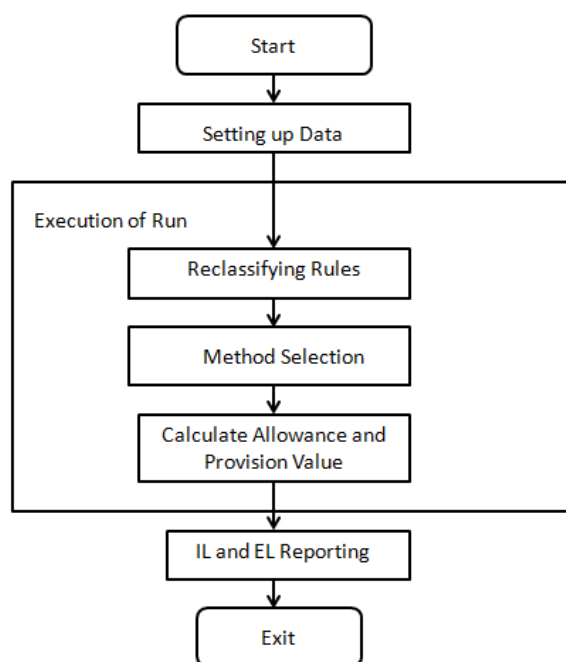 Start
Setting up Data
Execution of Run
Reclassifying Rules
Method Selection
Calculate Allowance and
Provision Value
IL and EL Reporting
Exit